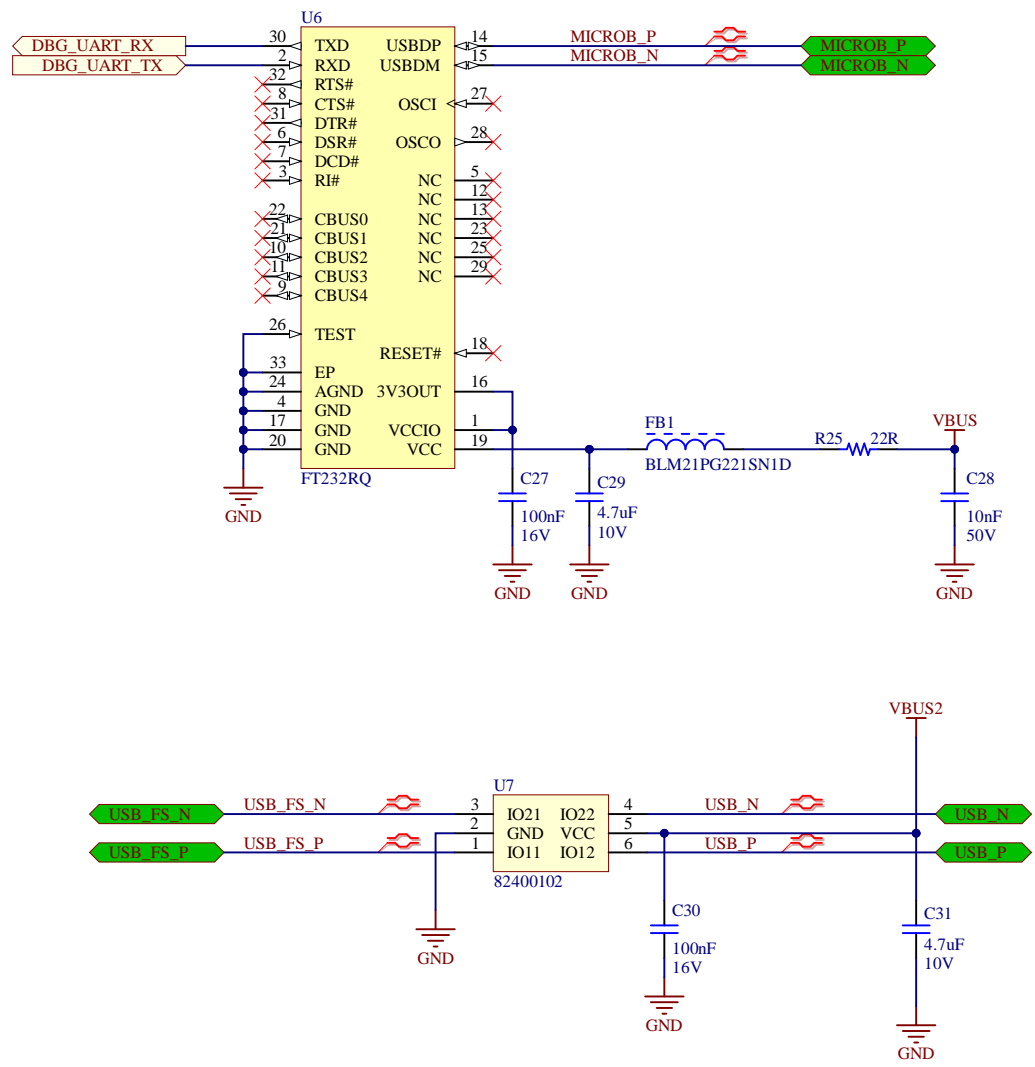 U6
DBG_UART_RX
DBG_UART_TX
30 TXD
2 RXD
32 RTS#
8 CTS#
31 DTR#
6 DSR#
7 DCD#
3 RI#
22 CBUS0
21 CBUS1
10 CBUS2
11 CBUS3
9 CBUS4
26 TEST
33 EP
24 AGND
4 GND
17 GND
20 GND
USBDP 14 MICROB_P MICROB_P
USBDM 15 MICROB_N MICROB_N
OSCI 27
OSCO 28
NC 5
NC 12
NC 13
NC 23
NC 25
NC 29
RESET# 18
3V3OUT 16
VCCIO 1
VCC 19
FT232RQ
GND
C27
100nF
16V
GND
C29
4.7uF
10V
GND
FB1
BLM21PG221SN1D
R25 22R
VBUS
C28
10nF
50V
GND
VBUS2
U7
USB_FS_N USB_FS_N 3 IO21 IO22 4 USB_N USB_N
2 GND VCC 5
USB_FS_P USB_FS_P 1 IO11 IO12 6 USB_P USB_P
82400102
GND
C30
100nF
16V
GND
C31
4.7uF
10V
GND